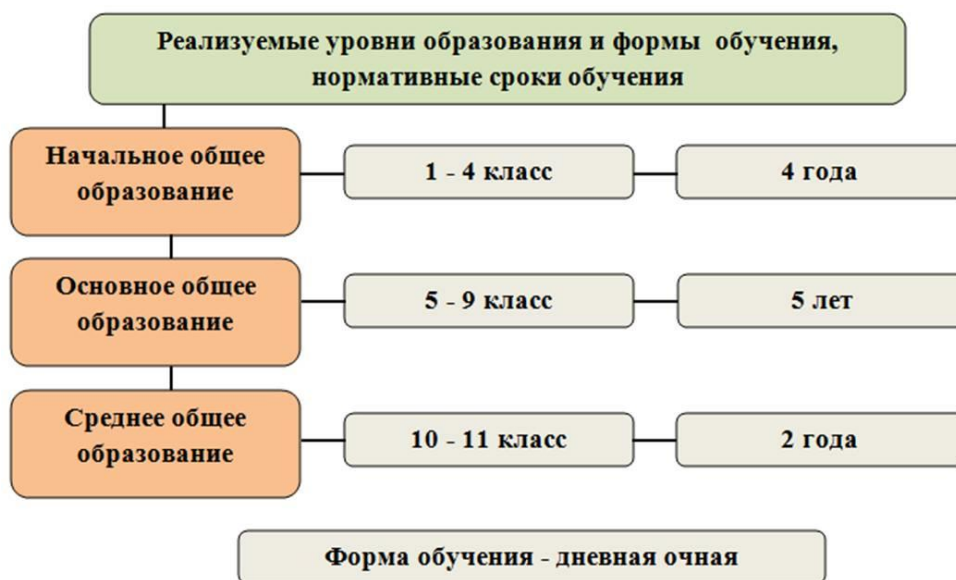 Реализуемые уровни образования и формы обучения,
нормативные сроки обучения
Начальное общее
образование
1 - 4 класс
4 года
Основное общее
образование
5 - 9 класс
5 лет
Среднее общее
образование
10 - 11 класс
2 года
Форма обучения - дневная очная